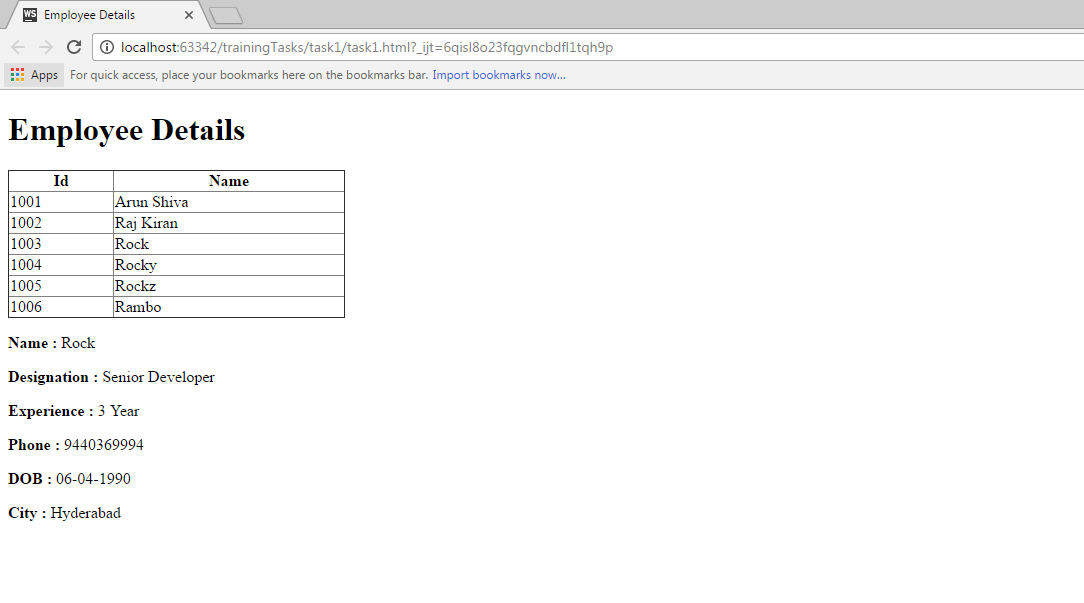 WS Employee Details
localhost:63342/trainingTasks/task1/task1.html?_ijt=6qisl8o23fqgvncbdfl1tqh9p
Apps For quick access, place your bookmarks here on the bookmarks bar. Import bookmarks now...
Employee Details
Id Name
1001 Arun Shiva
1002 Raj Kiran
1003 Rock
1004 Rocky
1005 Rockz
1006 Rambo
Name : Rock
Designation : Senior Developer
Experience : 3 Year
Phone : 9440369994
DOB : 06-04-1990
City : Hyderabad